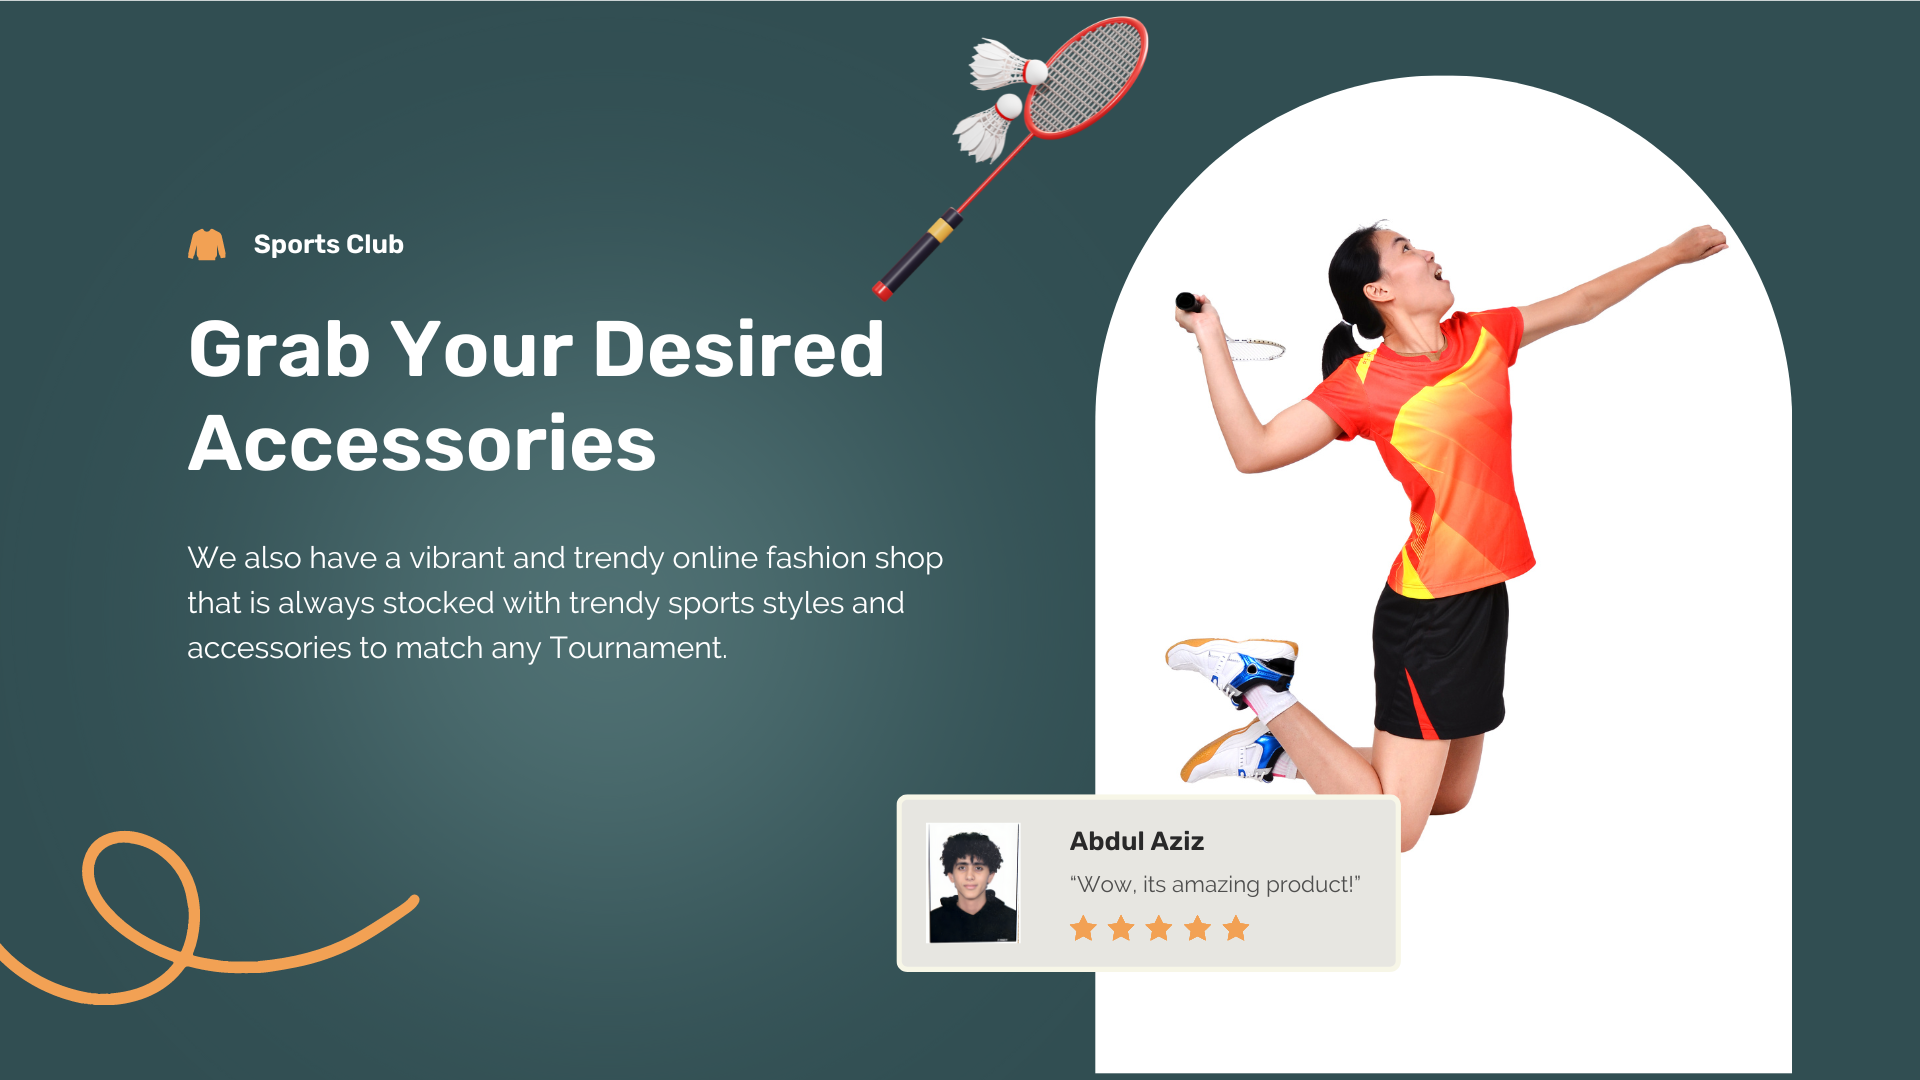 Sports Club
Grab Your Desired
Accessories
We also have a vibrant and trendy online fashion shop
that is always stocked with trendy sports styles and
accessories to match any Tournament.
Abdul Aziz
“Wow, its amazing product!”